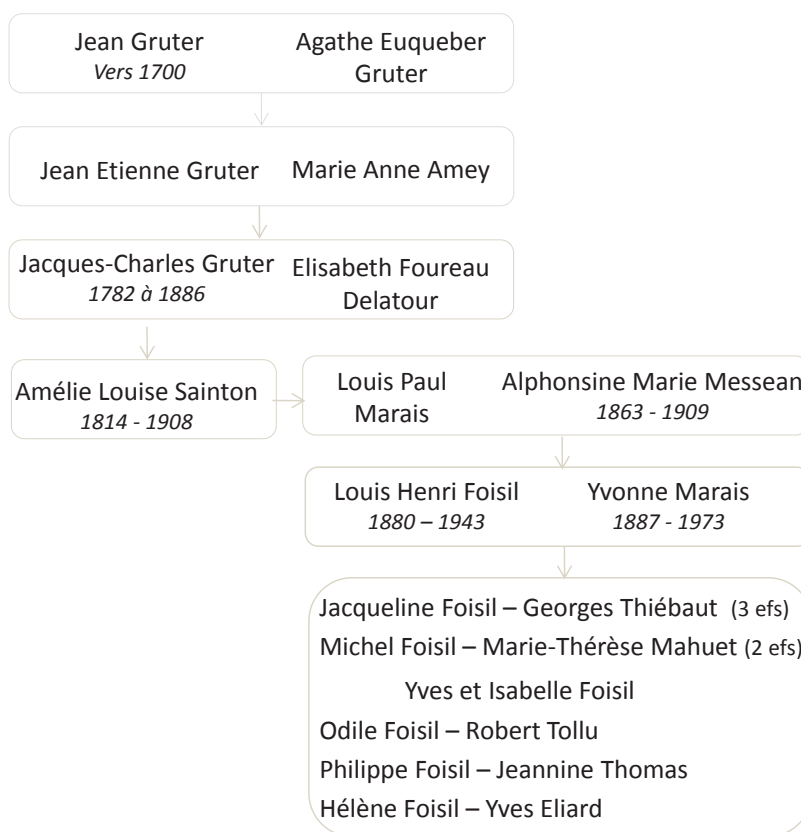 Jean Gruter
Vers 1700
Agathe Euqueber
Gruter
Jean Etienne Gruter
Marie Anne Amey
Jacques-Charles Gruter
1782 à 1886
Elisabeth Foureau
Delatour
Amélie Louise Sainton
1814 - 1908
Louis Paul
Marais
Alphonsine Marie Messean
1863 - 1909
Louis Henri Foisil
1880 – 1943
Yvonne Marais
1887 - 1973
Jacqueline Foisil – Georges Thiébaut (3 efs)
Michel Foisil – Marie-Thérèse Mahuet (2 efs)
Yves et Isabelle Foisil
Odile Foisil – Robert Tollu
Philippe Foisil – Jeannine Thomas
Hélène Foisil – Yves Eliard